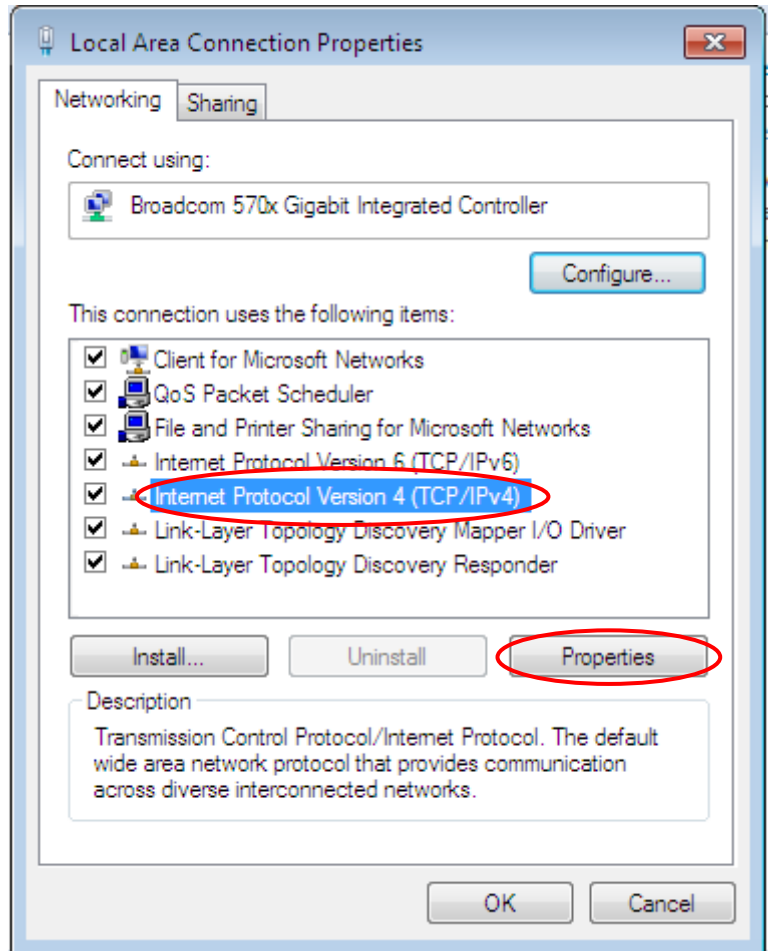 Local Area Connection Properties
Networking
Sharing
Connect using:
Broadcom 570x Gigabit Integrated Controller
Configure...
This connection uses the following items:
Client for Microsoft Networks
QoS Packet Scheduler
File and Printer Sharing for Microsoft Networks
Internet Protocol Version 6 (TCP/IPv6)
Internet Protocol Version 4 (TCP/IPv4)
Link-Layer Topology Discovery Mapper I/O Driver
Link-Layer Topology Discovery Responder
Install...
Uninstall
Properties
Description
Transmission Control Protocol/Internet Protocol. The default
wide area network protocol that provides communication
across diverse interconnected networks.
OK
Cancel